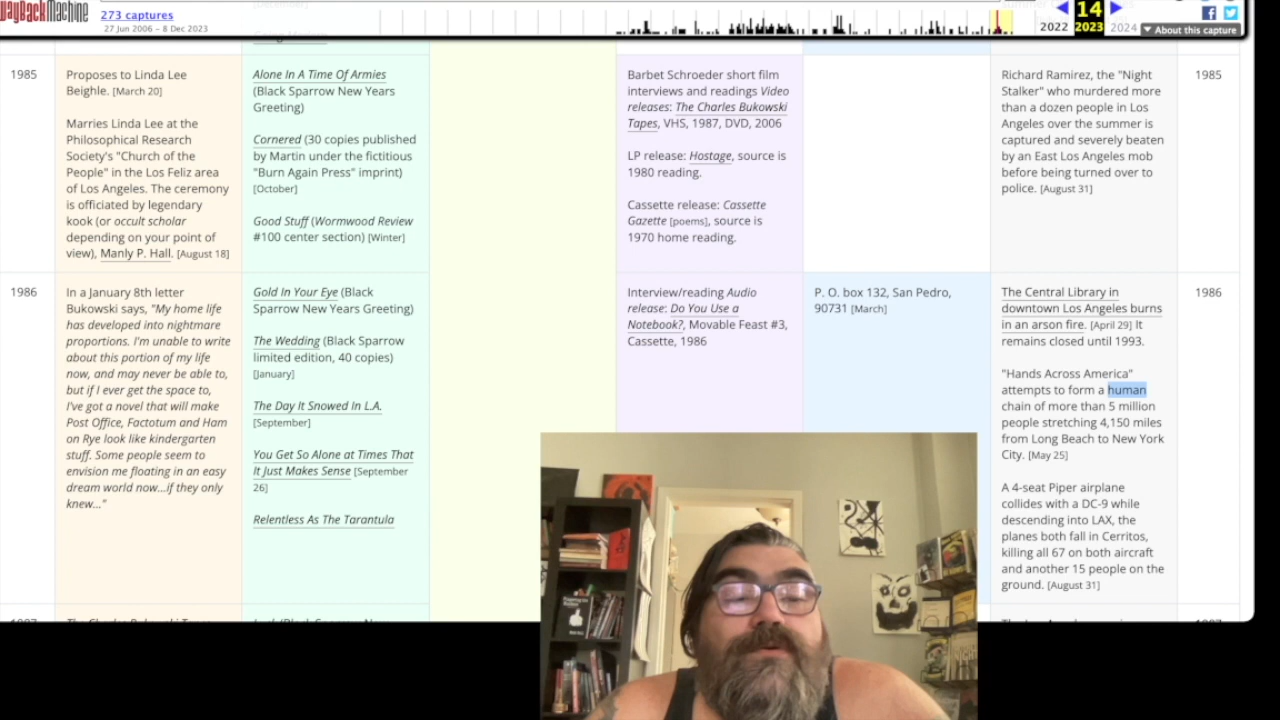 WayBackMachine
273 captures
27 Jun 2006 – 8 Dec 2023
14
2022
2023
2024
About this capture
1985
Proposes to Linda Lee
Beighle. [March 20]
Marries Linda Lee at the
Philosophical Research
Society's "Church of the
People" in the Los Feliz area
of Los Angeles. The ceremony
is officiated by legendary
kook (or occult scholar
depending on your point of
view), Manly P. Hall. [August 18]
Alone In A Time Of Armies
(Black Sparrow New Years
Greeting)
Cornered (30 copies published
by Martin under the fictitious
"Burn Again Press" imprint)
[October]
Good Stuff (Wormwood Review
#100 center section) [Winter]
Barbet Schroeder short film
interviews and readings Video
releases: The Charles Bukowski
Tapes, VHS, 1987, DVD, 2006
LP release: Hostage, source is
1980 reading.
Cassette release: Cassette
Gazette [poems], source is
1970 home reading.
Richard Ramirez, the "Night
Stalker" who murdered more
than a dozen people in Los
Angeles over the summer is
captured and severely beaten
by an East Los Angeles mob
before being turned over to
police. [August 31]
1985
1986
In a January 8th letter
Bukowski says, "My home life
has developed into nightmare
proportions. I'm unable to write
about this portion of my life
now, and may never be able to,
but if I ever get the space to,
I've got a novel that will make
Post Office, Factotum and Ham
on Rye look like kindergarten
stuff. Some people seem to
envision me floating in an easy
dream world now...if they only
knew..."
Gold In Your Eye (Black
Sparrow New Years Greeting)
The Wedding (Black Sparrow
limited edition, 40 copies)
[January]
The Day It Snowed In L.A.
[September]
You Get So Alone at Times That
It Just Makes Sense [September
26]
Relentless As The Tarantula
Interview/reading Audio
release: Do You Use a
Notebook?, Movable Feast #3,
Cassette, 1986
P. O. box 132, San Pedro,
90731 [March]
The Central Library in
downtown Los Angeles burns
in an arson fire. [April 29] It
remains closed until 1993.
"Hands Across America"
attempts to form a human
chain of more than 5 million
people stretching 4,150 miles
from Long Beach to New York
City. [May 25]
A 4-seat Piper airplane
collides with a DC-9 while
descending into LAX, the
planes both fall in Cerritos,
killing all 67 on both aircraft
and another 15 people on the
ground. [August 31]
1986